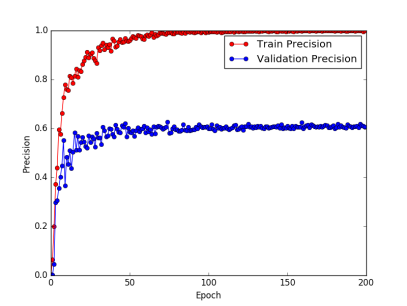 1.0
0.8
0.6
0.4
0.2
0.0
Precision
Train Precision
Validation Precision
0
50
100
150
200
Epoch